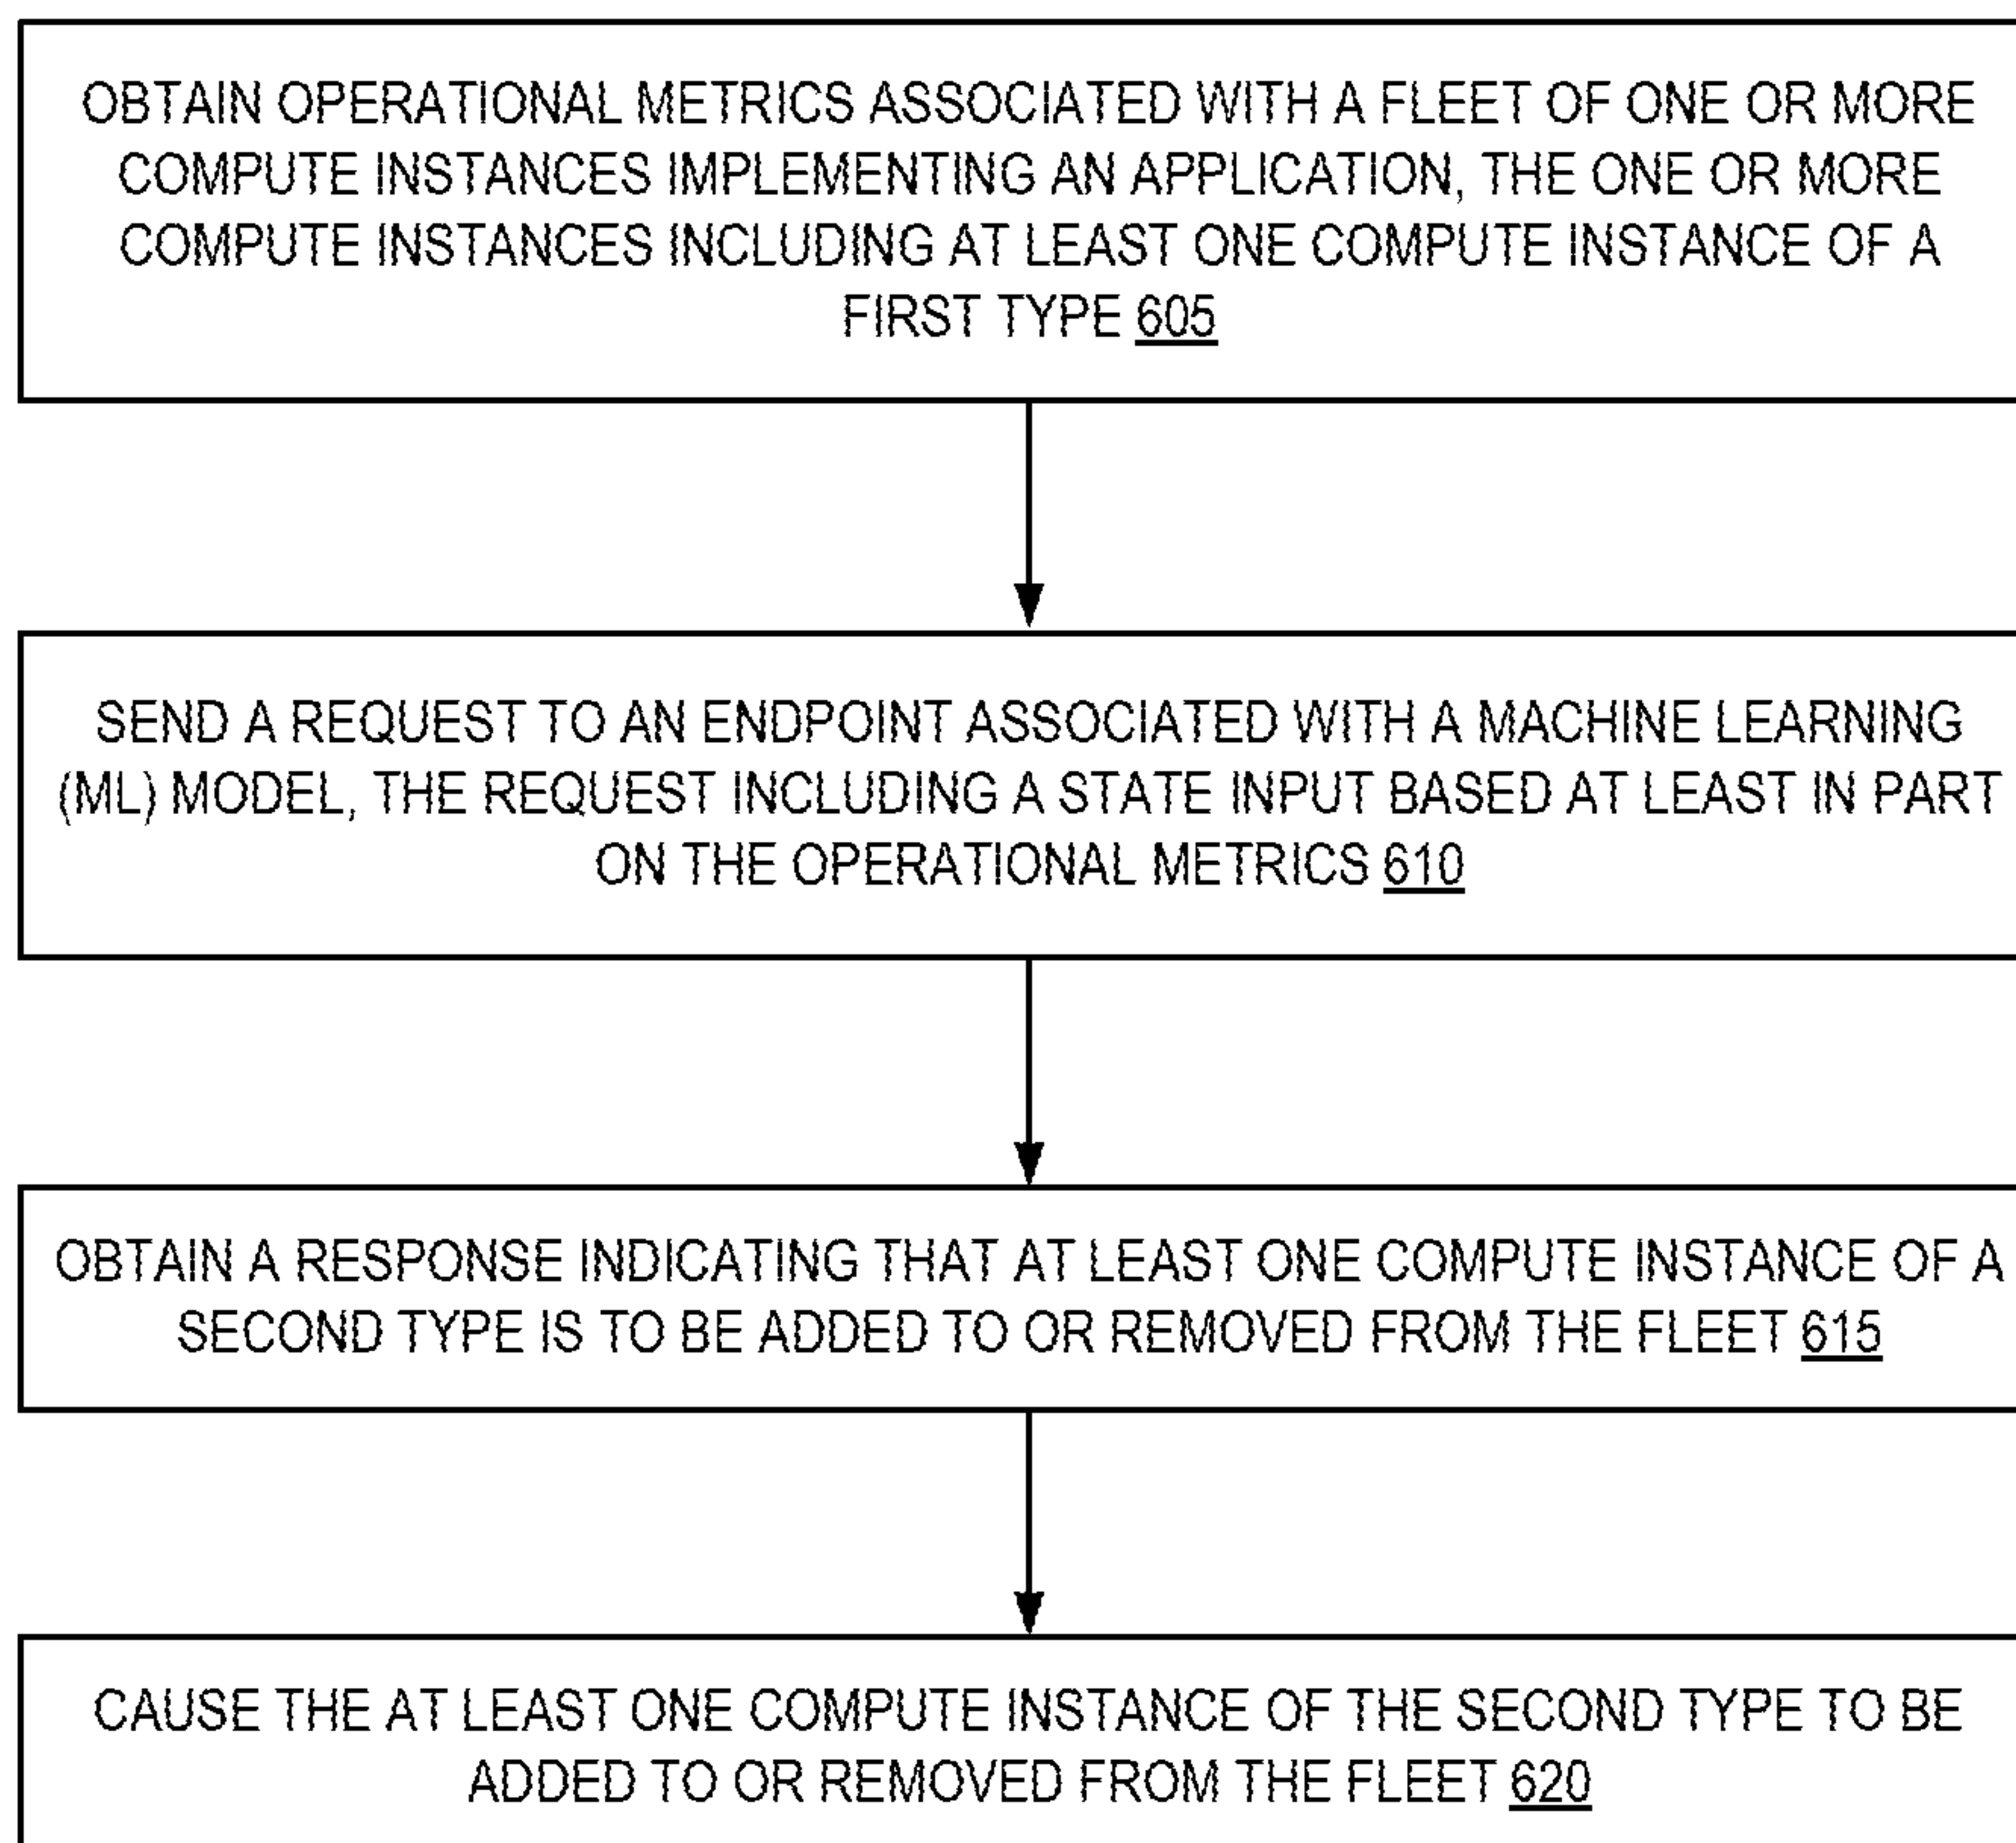 OBTAIN OPERATIONAL METRICS ASSOCIATED WITH A FLEET OF ONE OR MORE
COMPUTE INSTANCES IMPLEMENTING AN APPLICATION, THE ONE OR MORE
COMPUTE INSTANCES INCLUDING AT LEAST ONE COMPUTE INSTANCE OF A
FIRST TYPE 605
SEND A REQUEST TO AN ENDPOINT ASSOCIATED WITH A MACHINE LEARNING
(ML) MODEL, THE REQUEST INCLUDING A STATE INPUT BASED AT LEAST IN PART
ON THE OPERATIONAL METRICS 610
OBTAIN A RESPONSE INDICATING THAT AT LEAST ONE COMPUTE INSTANCE OF A
SECOND TYPE IS TO BE ADDED TO OR REMOVED FROM THE FLEET 615
CAUSE THE AT LEAST ONE COMPUTE INSTANCE OF THE SECOND TYPE TO BE
ADDED TO OR REMOVED FROM THE FLEET 620